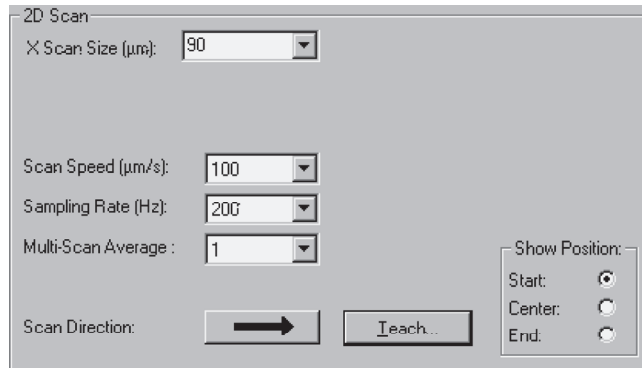 2D Scan
X Scan Size (µm): 90
Scan Speed (µm/s): 100
Sampling Rate (Hz): 200
Multi-Scan Average : 1
Show Position:
Start:
Center:
End:
Scan Direction: Teach...